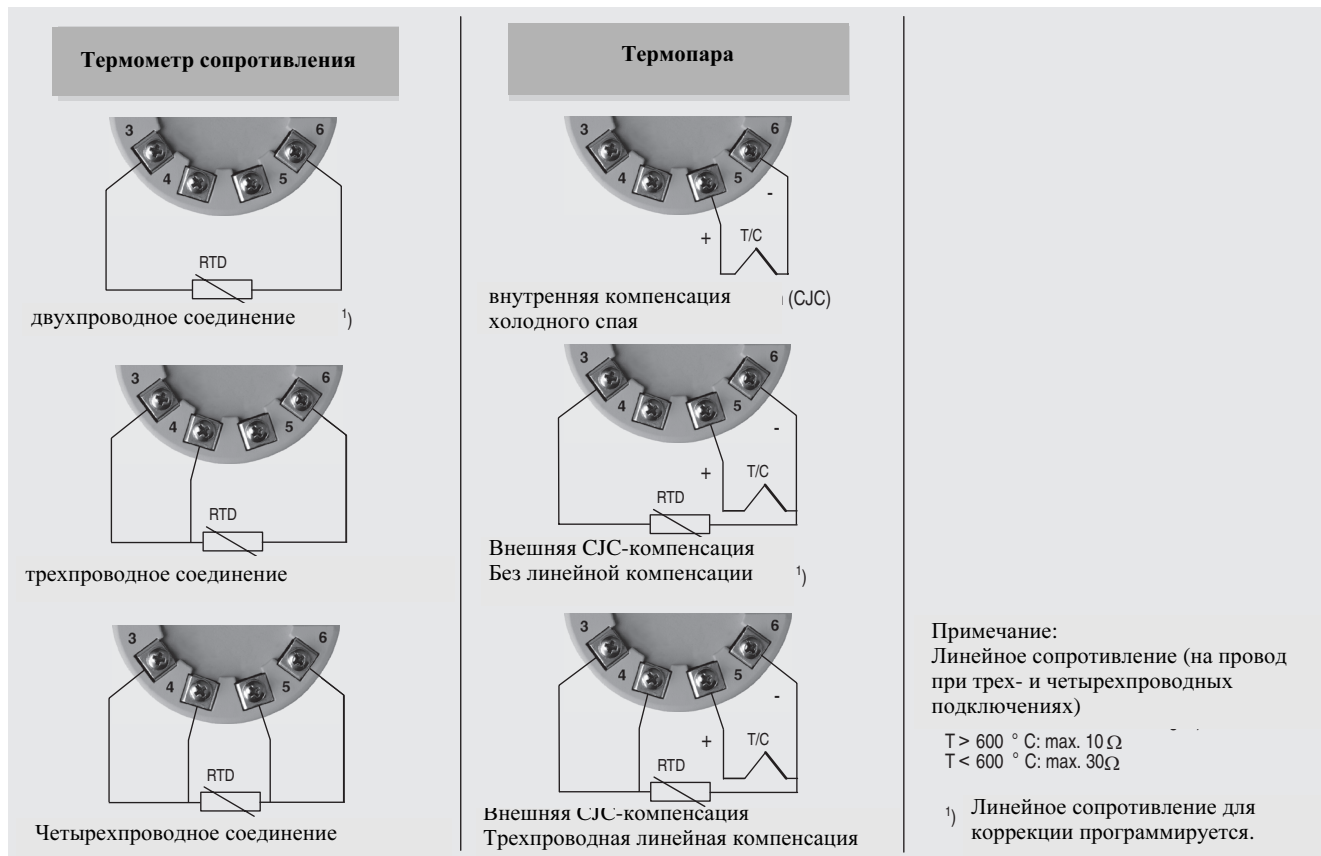 Термометр сопротивления
3
6
4
5
RTD
двухпроводное соединение ¹)
3
6
4
5
RTD
трехпроводное соединение
3
6
4
5
RTD
Четырехпроводное соединение
Термопара
3
6
4
5
-
+ T/C
внутренняя компенсация (CJC)
холодного спая
3
6
4
5
-
+ T/C
RTD
Внешняя CJC-компенсация
Без линейной компенсации ¹)
3
6
4
5
-
+ T/C
RTD
Внешняя CJC-компенсация
Трехпроводная линейная компенсация
Примечание:
Линейное сопротивление (на провод
при трех- и четырехпроводных
подключениях)
T > 600 ° C: max. 10 Ω
T < 600 ° C: max. 30Ω
¹) Линейное сопротивление для
коррекции программируется.